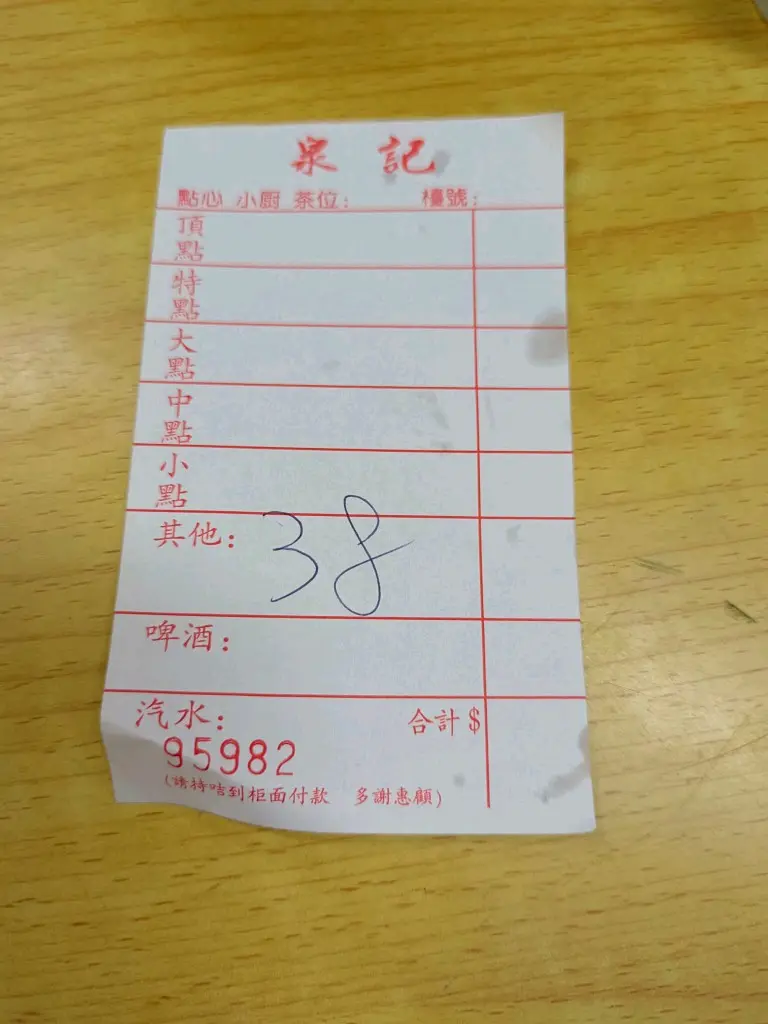 泉記
點心 小厨 茶位： 檯號：
頂點
特點
大點
中點
小點
其他： 38
啤酒：
汽水： 合計$
95982
(請持咭到柜面付款 多謝惠顧)